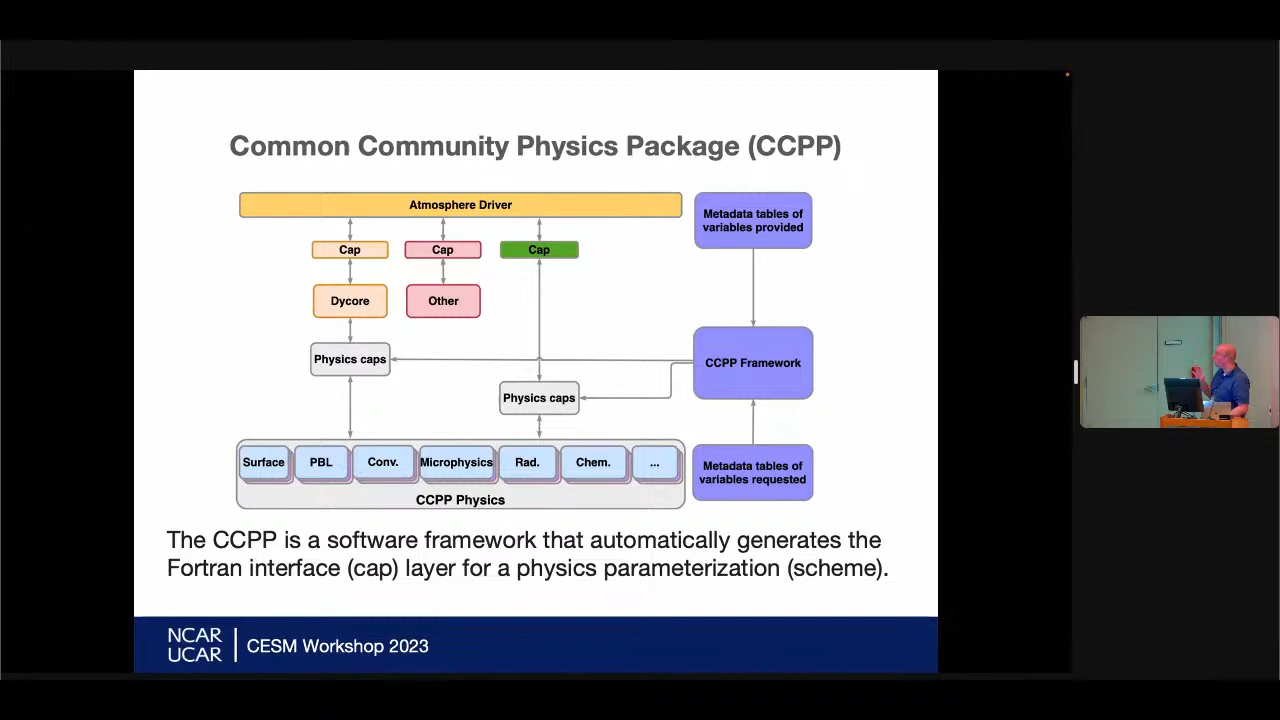 Common Community Physics Package (CCPP)
Atmosphere Driver
Metadata tables of
variables provided
Cap
Cap
Cap
Dycore
Other
Physics caps
CCPP Framework
Physics caps
Surface
PBL
Conv.
Microphysics
Rad.
Chem.
...
CCPP Physics
Metadata tables of
variables requested
The CCPP is a software framework that automatically generates the
Fortran interface (cap) layer for a physics parameterization (scheme).
NCAR
UCAR
CESM Workshop 2023